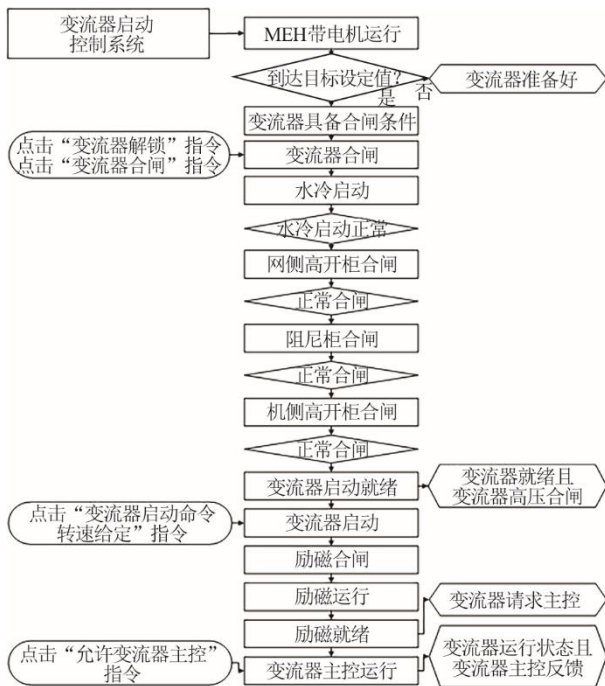 变流器启动
控制系统
MEH带电机运行
到达目标设定值?
是
否
变流器准备好
变流器具备合闸条件
点击“变流器解锁”指令
点击“变流器合闸”指令
变流器合闸
水冷启动
水冷启动正常
网侧高开柜合闸
正常合闸
阻尼柜合闸
正常合闸
机侧高开柜合闸
正常合闸
变流器启动就绪
变流器就绪且
变流器高压合闸
点击“变流器启动命令
转速给定”指令
变流器启动
励磁合闸
励磁运行
变流器请求主控
励磁就绪
点击“允许变流器主控”
指令
变流器主控运行
变流器运行状态且
变流器主控反馈